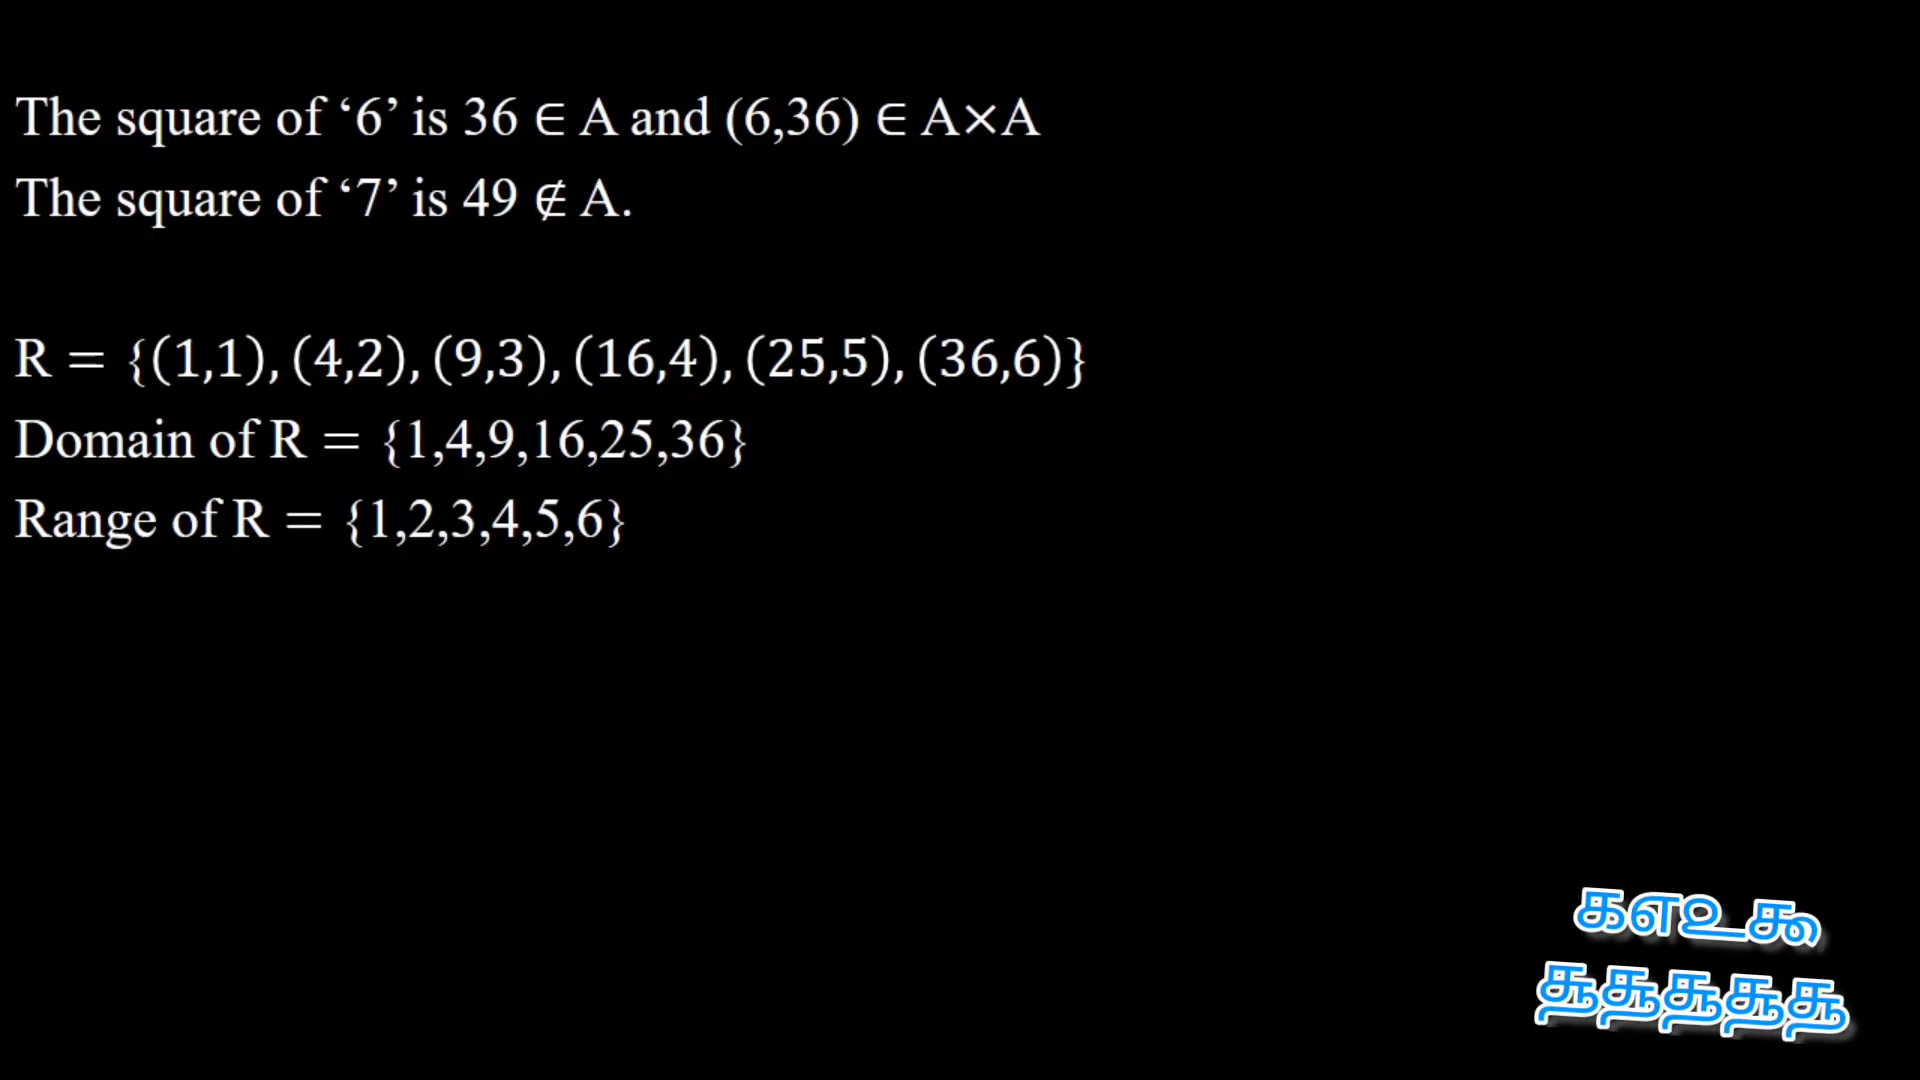 The square of ‘6’ is 36 ∈ A and (6,36) ∈ A×A
The square of ‘7’ is 49 ∉ A.
R = {(1,1), (4,2), (9,3), (16,4), (25,5), (36,6)}
Domain of R = {1,4,9,16,25,36}
Range of R = {1,2,3,4,5,6}
௧௭உ௯
௬௬௬௬௬